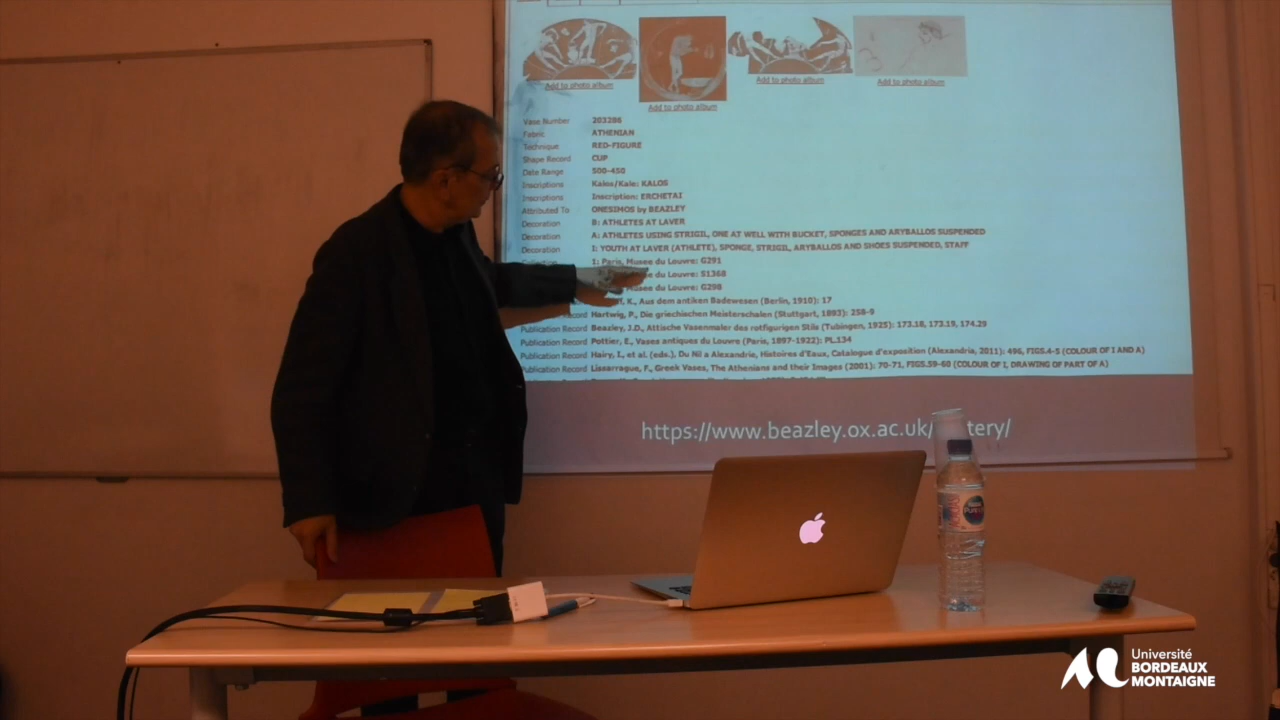 Add to photo album
Add to photo album
Add to photo album
Add to photo album
Vase Number 203286
Fabric ATHENIAN
Technique RED-FIGURE
Shape Record CUP
Date Range 500-450
Inscriptions Kalos/Kale: KALOS
Inscriptions Inscription: ERCHETAI
Attributed To ONESIMOS by BEAZLEY
Decoration B: ATHLETES AT LAVER
Decoration A: ATHLETES USING STRIGIL, ONE AT WELL WITH BUCKET, SPONGES AND ARYBALLOS SUSPENDED
Decoration I: YOUTH AT LAVER (ATHLETE), SPONGE, STRIGIL, ARYBALLOS AND SHOES SUSPENDED, STAFF
I: Paris, Musee du Louvre: G291
du Louvre: S1368
Musee du Louvre: G298
K., Aus dem antiken Badewesen (Berlin, 1910): 17
Record Hartwig, P., Die griechischen Meisterschalen (Stuttgart, 1893): 258-9
Publication Record Beazley, J.D., Attische Vasenmaler des rotfigurigen Stils (Tubingen, 1925): 173.18, 173.19, 174.29
Publication Record Pottier, E., Vases antiques du Louvre (Paris, 1897-1922): PL.134
Publication Record Hairy, I., et al. (eds.), Du Nil a Alexandrie, Histoires d'Eaux, Catalogue d'exposition (Alexandria, 2011): 496, FIGS.4-5 (COLOUR OF I AND A)
Publication Record Lissarrague, F., Greek Vases, The Athenians and their Images (2001): 70-71, FIGS.59-60 (COLOUR OF I, DRAWING OF PART OF A)
https://www.beazley.ox.ac.uk/ tery/
Université
BORDEAUX
MONTAIGNE